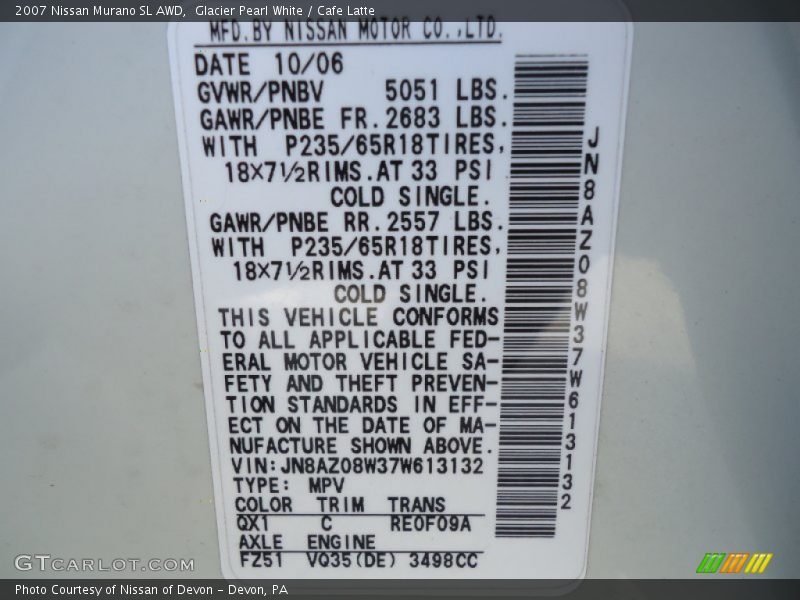 2007 Nissan Murano SL AWD,  Glacier Pearl White / Cafe Latte
MFD.BY NISSAN MOTOR CO.,LTD.
DATE 10/06
GVWR/PNBV 5051 LBS.
GAWR/PNBE FR.2683 LBS.
WITH P235/65R18TIRES,
18×7½RIMS.AT 33 PSI
COLD SINGLE.
GAWR/PNBE RR.2557 LBS.
WITH P235/65R18TIRES,
18×7½RIMS.AT 33 PSI
COLD SINGLE.
THIS VEHICLE CONFORMS
TO ALL APPLICABLE FED-
ERAL MOTOR VEHICLE SA-
FETY AND THEFT PREVEN-
TION STANDARDS IN EFF-
ECT ON THE DATE OF MA-
NUFACTURE SHOWN ABOVE.
VIN:JN8AZ08W37W613132
TYPE: MPV
COLOR TRIM TRANS
QX1 C RE0F09A
AXLE ENGINE
FZ51 VQ35(DE) 3498CC
JN8AZ08W37W613132
GTCARLOT.COM
Photo Courtesy of Nissan of Devon - Devon, PA